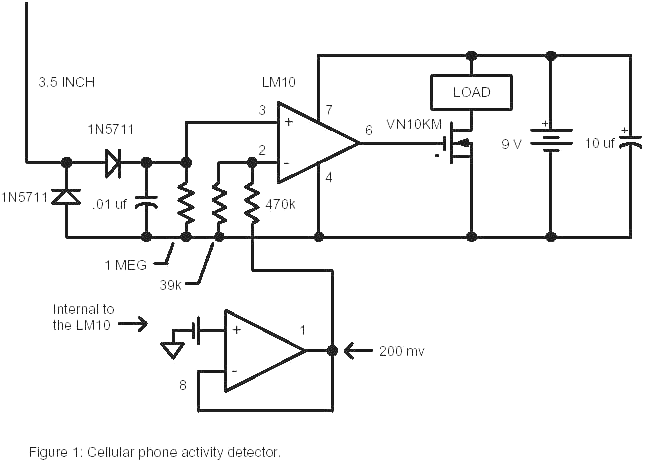 3.5 INCH
LM10
1N5711
3
+
7
2
-
6
4
VN10KM
LOAD
+
9 V
+
10 uf
1N5711
.01 uf
470k
1 MEG
39k
Internal to
the LM10
+
1
-
8
200 mv
Figure 1: Cellular phone activity detector.